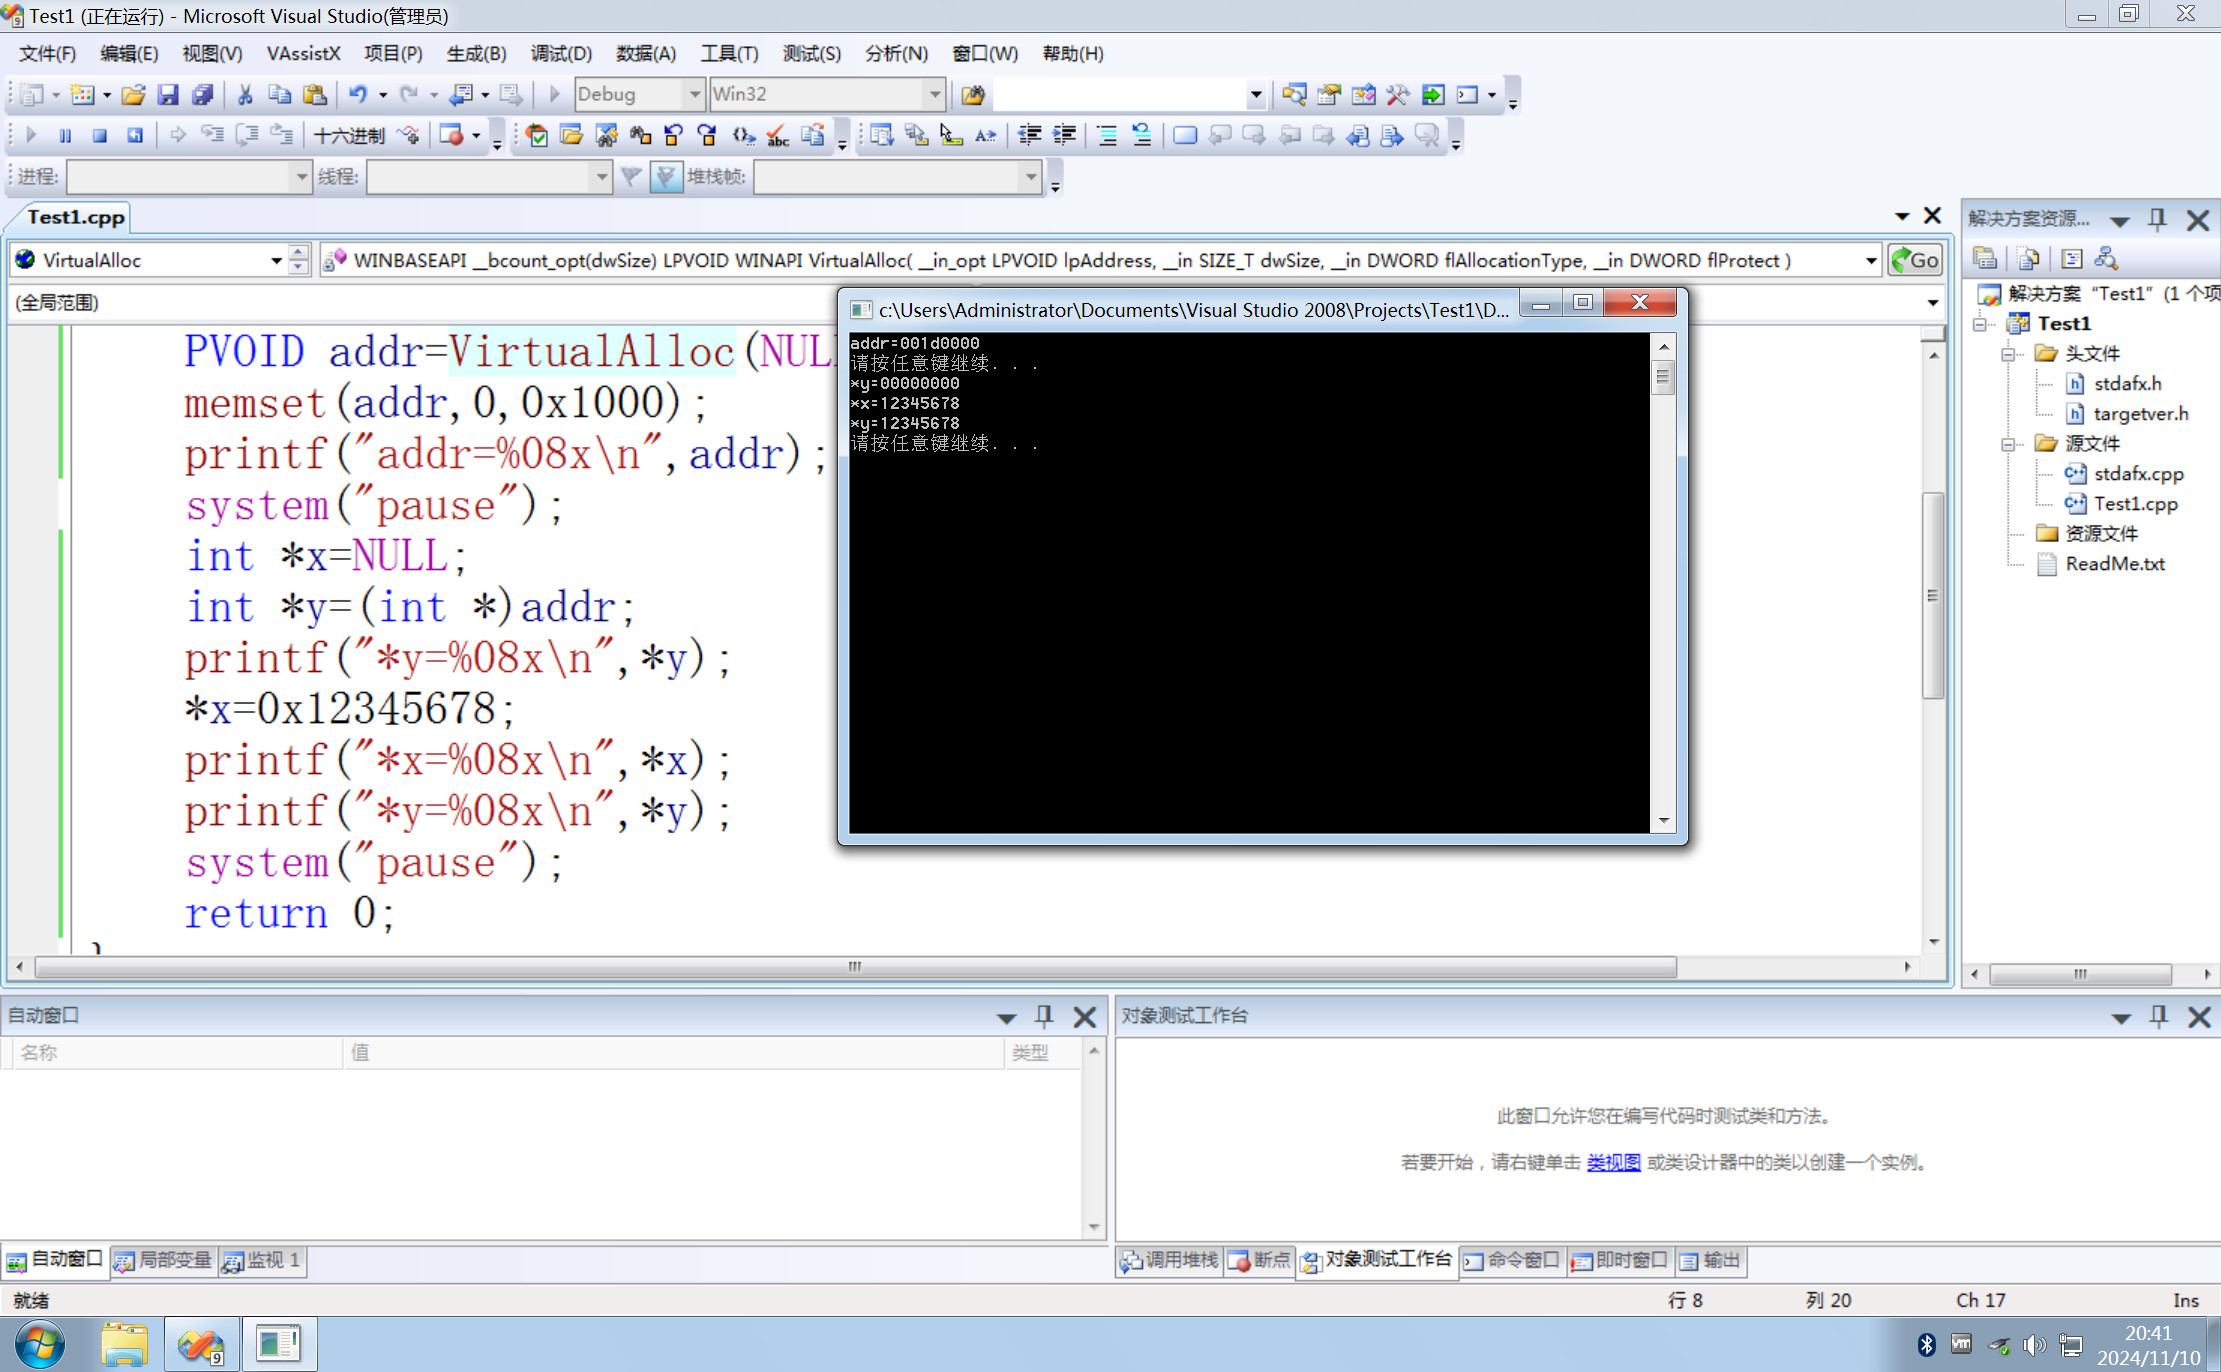 Test1 (正在运行) - Microsoft Visual Studio(管理员)
文件(F) 编辑(E) 视图(V) VAssistX 项目(P) 生成(B) 调试(D) 数据(A) 工具(T) 测试(S) 分析(N) 窗口(W) 帮助(H)
Debug Win32
十六进制
进程: 线程: 堆栈帧:
Test1.cpp
VirtualAlloc WINBASEAPI __bcount_opt(dwSize) LPVOID WINAPI VirtualAlloc( __in_opt LPVOID lpAddress, __in SIZE_T dwSize, __in DWORD flAllocationType, __in DWORD flProtect ) Go
(全局范围)
PVOID addr=VirtualAlloc(NULL
memset(addr,0,0x1000);
printf("addr=%08x\n",addr);
system("pause");
int *x=NULL;
int *y=(int *)addr;
printf("*y=%08x\n",*y);
*x=0x12345678;
printf("*x=%08x\n",*x);
printf("*y=%08x\n",*y);
system("pause");
return 0;
}
c:\Users\Administrator\Documents\Visual Studio 2008\Projects\Test1\D...
addr=001d0000
请按任意键继续. . .
*y=00000000
*x=12345678
*y=12345678
请按任意键继续. . .
解决方案资源...
解决方案 "Test1" (1 个项
Test1
头文件
stdafx.h
targetver.h
源文件
stdafx.cpp
Test1.cpp
资源文件
ReadMe.txt
自动窗口
名称 值 类型
对象测试工作台
此窗口允许您在编写代码时测试类和方法。
若要开始，请右键单击 类视图 或类设计器中的类以创建一个实例。
自动窗口 局部变量 监视 1
调用堆栈 断点 对象测试工作台 命令窗口 即时窗口 输出
就绪 行 8 列 20 Ch 17 Ins
20:41
2024/11/10